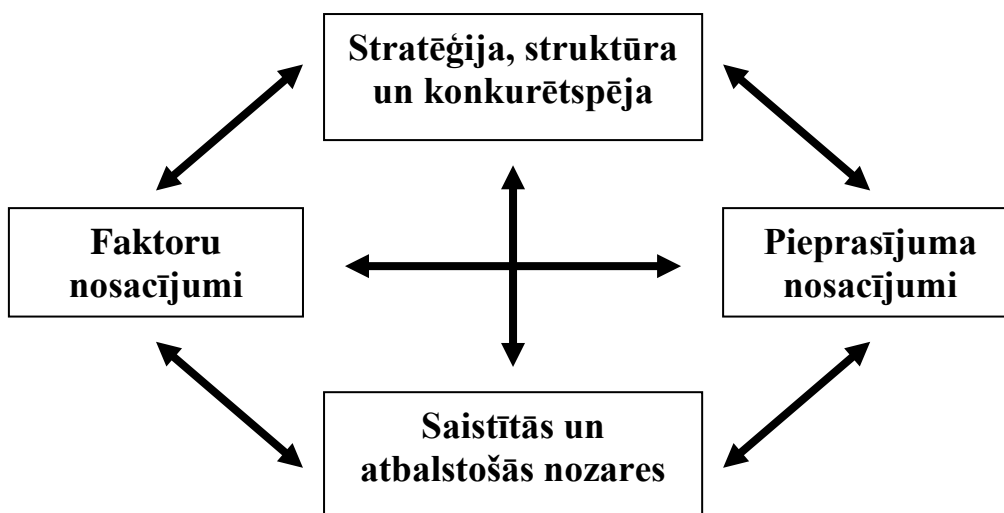 Stratēģija, struktūra
un konkurētspēja
Faktoru
nosacījumi
Pieprasījuma
nosacījumi
Saistītās un
atbalstošās nozares